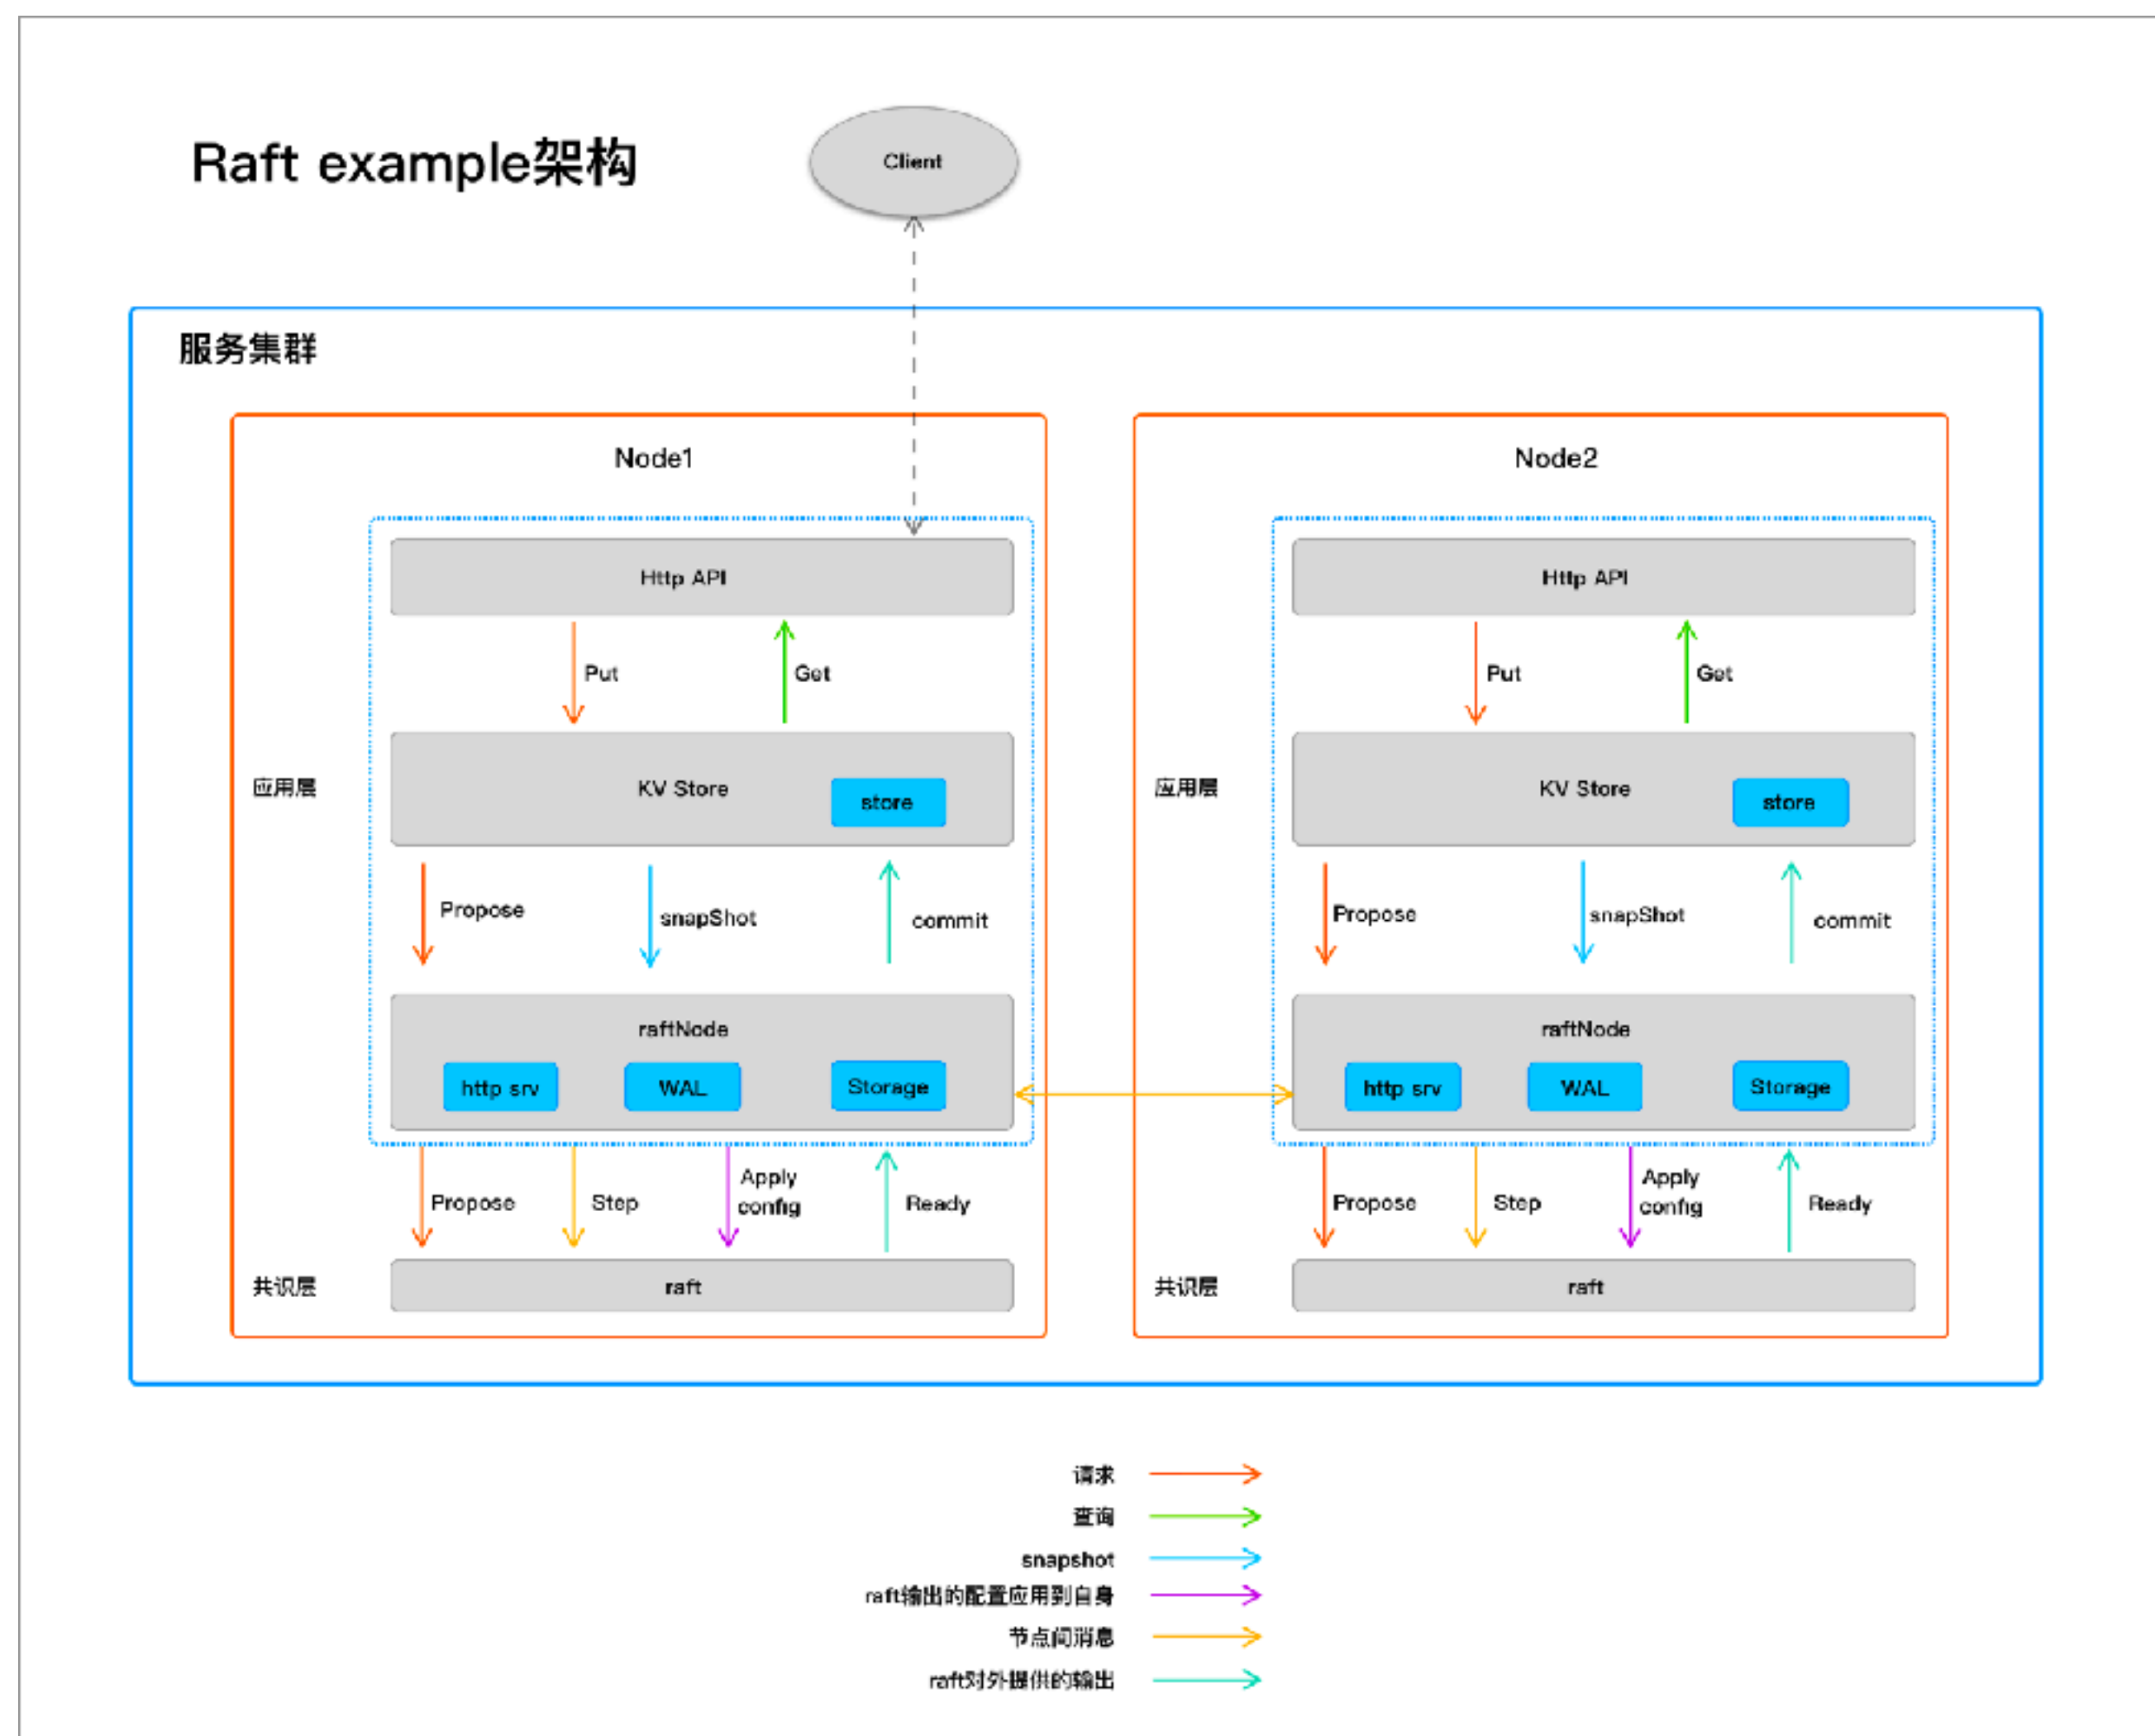 Raft example架构
Client
服务集群
Node1
Http API
Put
Get
应用层
KV Store
store
Propose
snapShot
commit
raftNode
http srv
WAL
Storage
Propose
Step
Apply
config
Ready
共识层
raft
Node2
Http API
Put
Get
应用层
KV Store
store
Propose
snapShot
commit
raftNode
http srv
WAL
Storage
Propose
Step
Apply
config
Ready
共识层
raft
请求
查询
snapshot
raft输出的配置应用到自身
节点间消息
raft对外提供的输出